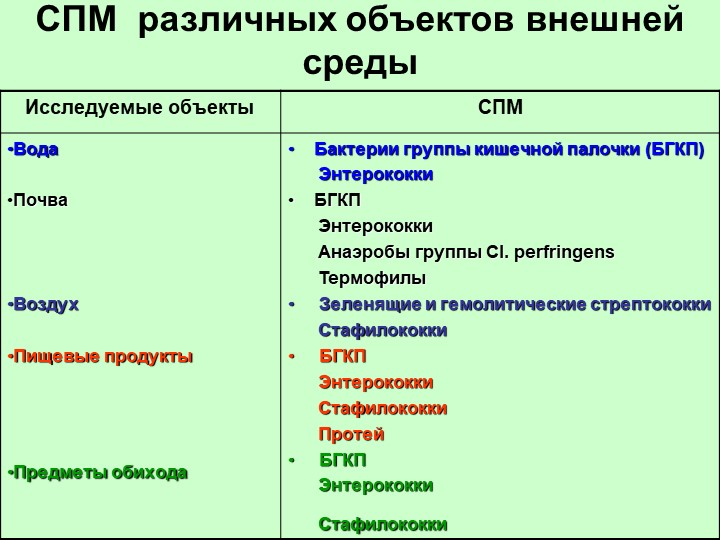 СПМ  различных объектов внешней
среды
Исследуемые объекты
СПМ
•Вода
• Бактерии группы кишечной палочки (БГКП)
Энтерококки
•Почва
• БГКП
Энтерококки
Анаэробы группы Cl. perfringens
Термофилы
•Воздух
• Зеленящие и гемолитические стрептококки
Стафилококки
•Пищевые продукты
• БГКП
Энтерококки
Стафилококки
Протей
•Предметы обихода
• БГКП
Энтерококки
Стафилококки